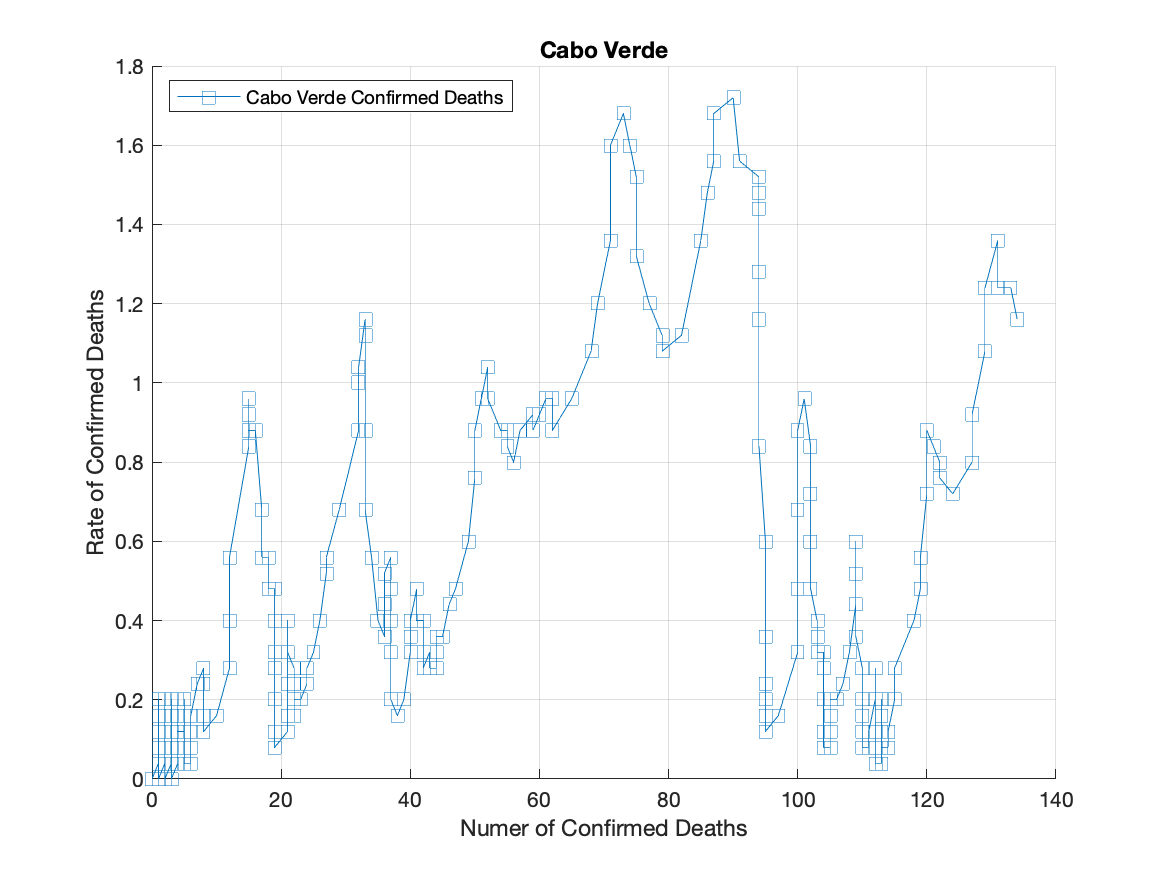 Cabo Verde
Cabo Verde Confirmed Deaths
1.8
1.6
1.4
1.2
1
0.8
0.6
0.4
0.2
0
Rate of Confirmed Deaths
0 20 40 60 80 100 120 140
Numer of Confirmed Deaths